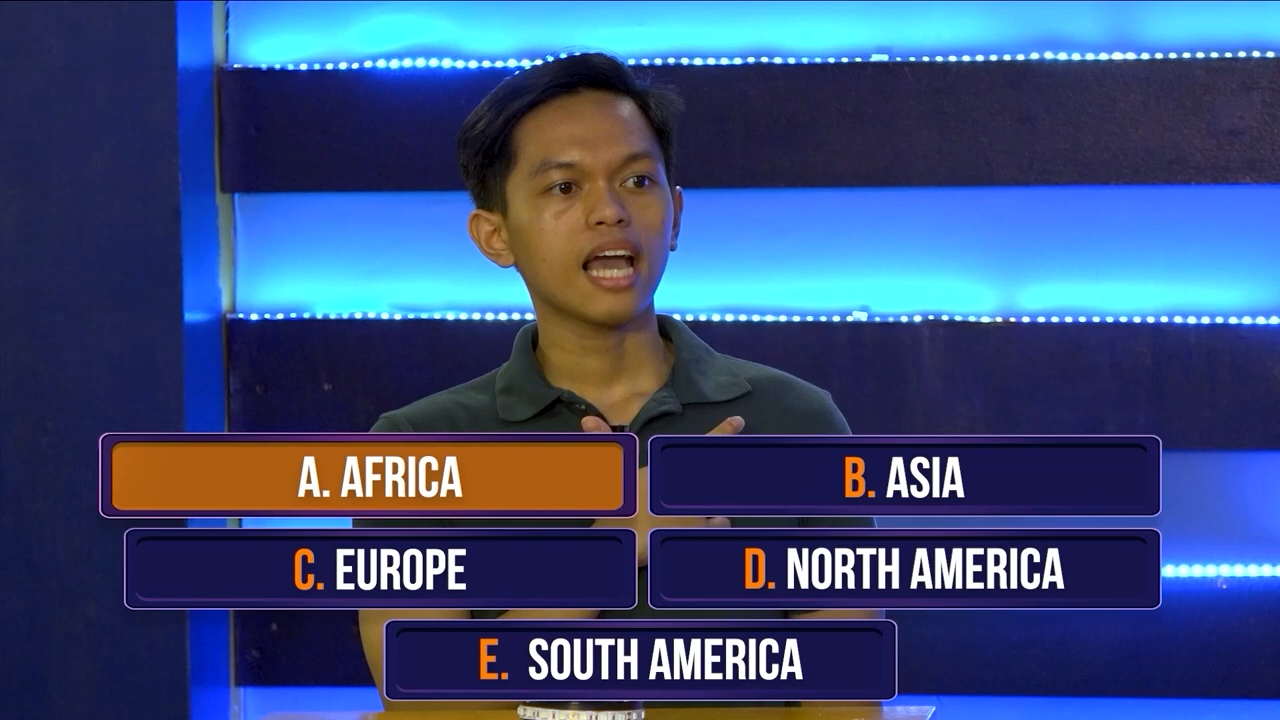 A. AFRICA
B. ASIA
C. EUROPE
D. NORTH AMERICA
E. SOUTH AMERICA